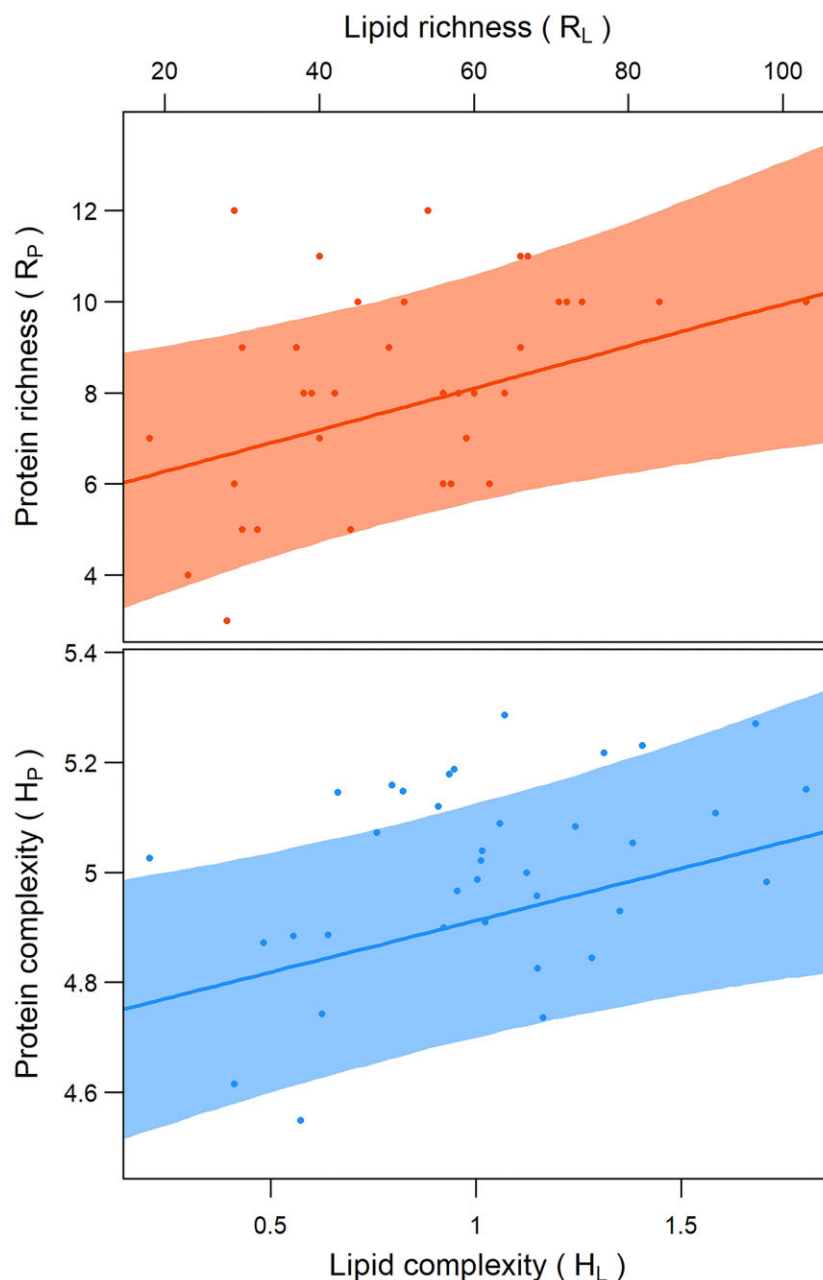 Lipid richness ( R_L )
20 40 60 80 100
Protein richness ( R_P )
12
10
8
6
4
Protein complexity ( H_P )
5.4
5.2
5
4.8
4.6
0.5 1 1.5
Lipid complexity ( H_L )